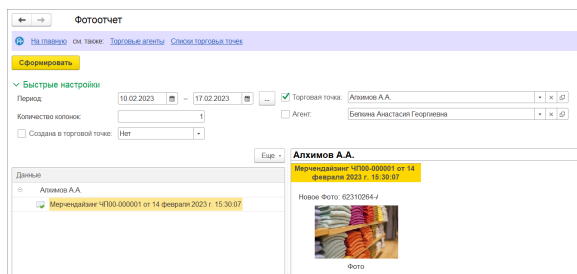 Фотоотчет
На главную см. также: Торговые агенты Списки торговых точек
Сформировать
Быстрые настройки
Период: 10.02.2023 – 17.02.2023 ... Торговая точка: Алхимов А.А.
Количество колонок: 1 Агент: Белкина Анастасия Георгиевна
Создана в торговой точке: Нет
Еще
Алхимов А.А.
Данные
Алхимов А.А.
Мерчендайзинг ЧП00-000001 от 14 февраля 2023 г. 15:30:07
Мерчендайзинг ЧП00-000001 от 14
февраля 2023 г. 15:30:07
Новое Фото: 62310264-/
Фото